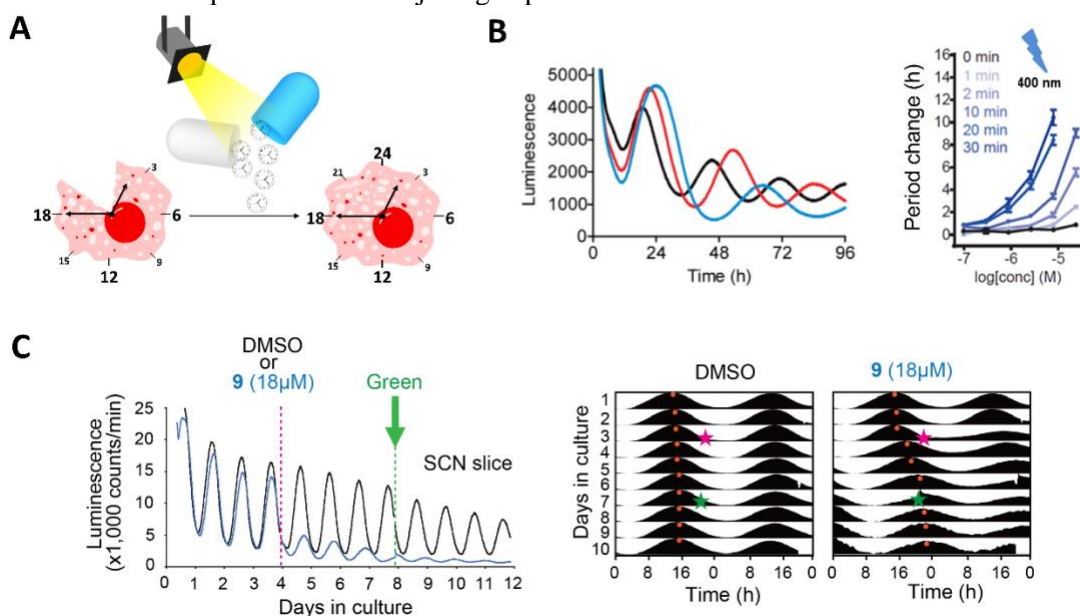 A
24
21
3
3
18
6
18
6
15
9
15
9
12
12
B
5000
4000
3000
2000
1000
0
Luminescence
0 24 48 72 96
Time (h)
16
14
12
10
8
6
4
2
0
Period change (h)
0 min
1 min
2 min
10 min
20 min
30 min
400 nm
-7 -6 -5
log[conc] (M)
C
DMSO
or
9 (18µM)
Green
SCN slice
25
20
15
10
5
0
Luminescence
(x1,000 counts/min)
0 1 2 3 4 5 6 7 8 9 10 11 12
Days in culture
DMSO
9 (18µM)
Days in culture
1
2
3
4
5
6
7
8
9
10
0 8 16 0 8 16 0
Time (h)
0 8 16 0 8 16 0
Time (h)